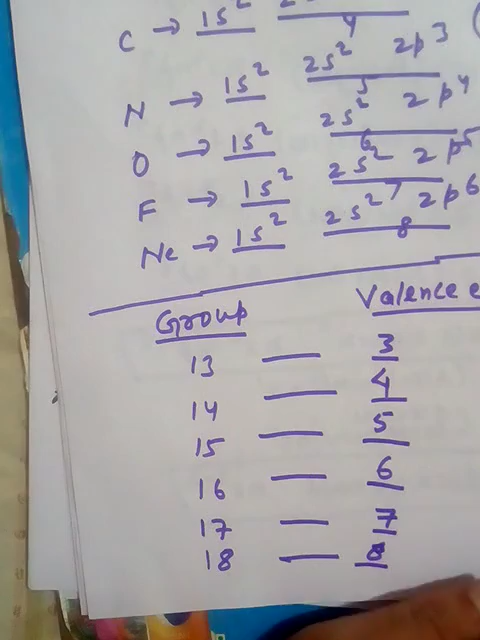 C → 1s² 2s²
4
N → 1s² 2s² 2p³
5
O → 1s² 2s² 2p⁴
6
F → 1s² 2s² 2p⁵
7
Ne → 1s² 2s² 2p⁶
8
Group Valence e
13 — 3
14 — 4
15 — 5
16 — 6
17 — 7
18 — 8